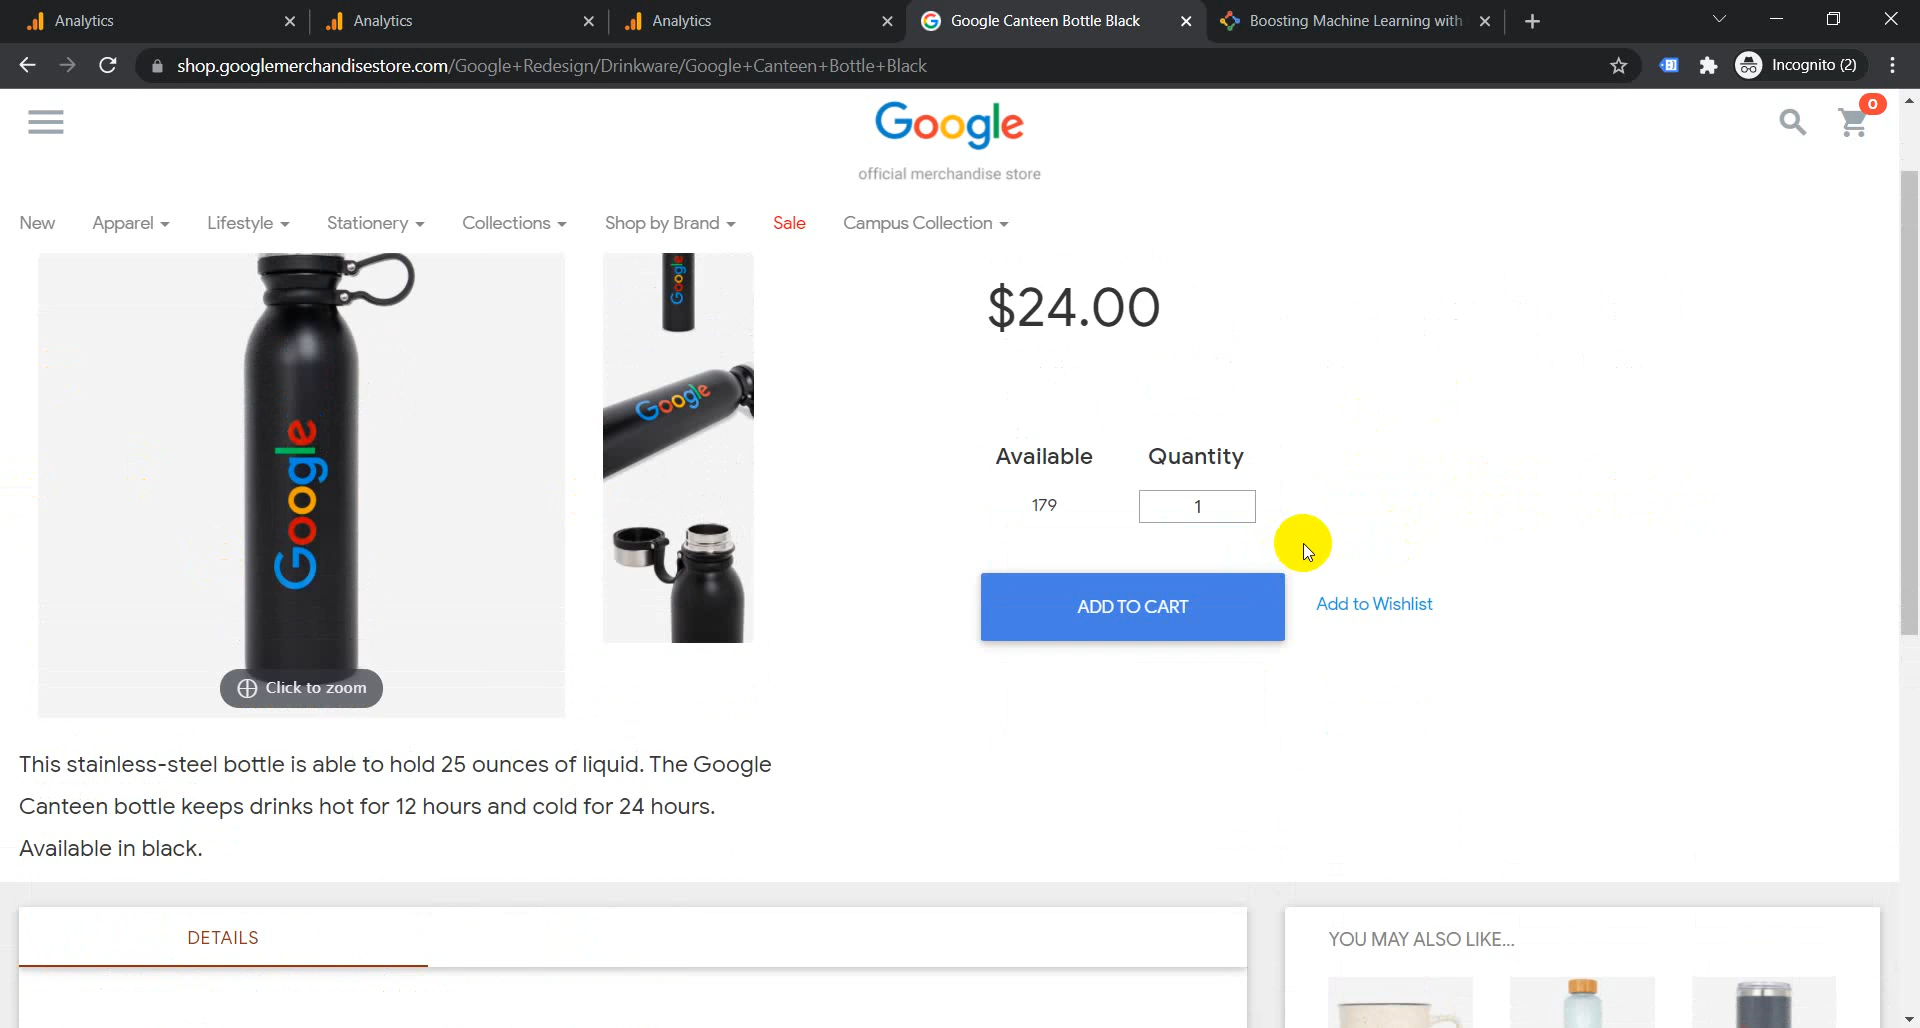 Analytics
Analytics
Analytics
Google Canteen Bottle Black
Boosting Machine Learning with
shop.googlemerchandisestore.com/Google+Redesign/Drinkware/Google+Canteen+Bottle+Black
Incognito (2)
Google
official merchandise store
0
New
Apparel
Lifestyle
Stationery
Collections
Shop by Brand
Sale
Campus Collection
Google
Google
Google
Click to zoom
$24.00
Available Quantity
179 1
ADD TO CART
Add to Wishlist
This stainless-steel bottle is able to hold 25 ounces of liquid. The Google
Canteen bottle keeps drinks hot for 12 hours and cold for 24 hours.
Available in black.
DETAILS
YOU MAY ALSO LIKE...